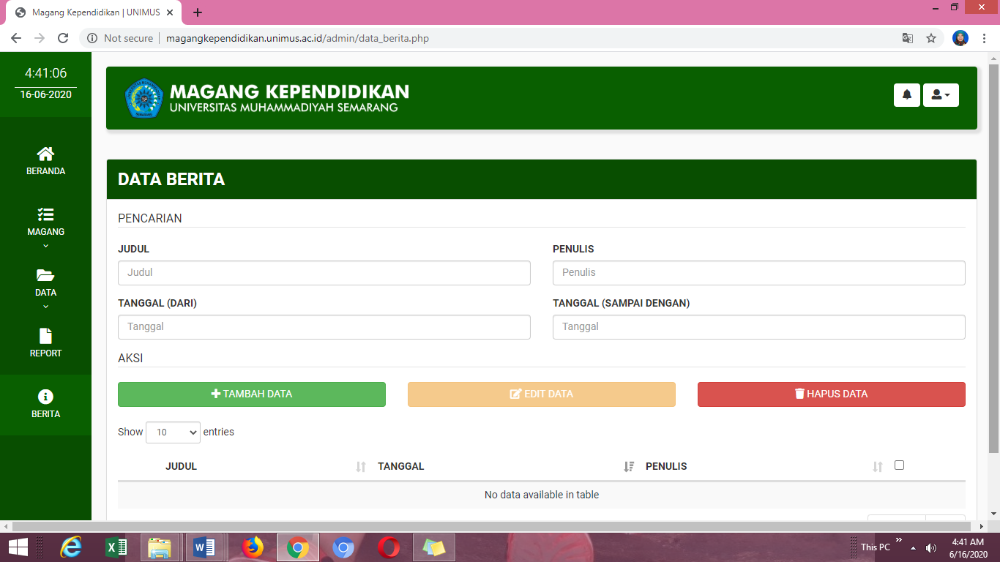 Magang Kependidikan | UNIMUS
Not secure | magangkependidikan.unimus.ac.id/admin/data_berita.php
4:41:06
16-06-2020
MAGANG KEPENDIDIKAN
UNIVERSITAS MUHAMMADIYAH SEMARANG
BERANDA
MAGANG
DATA
REPORT
BERITA
DATA BERITA
PENCARIAN
JUDUL PENULIS
Judul Penulis
TANGGAL (DARI) TANGGAL (SAMPAI DENGAN)
Tanggal Tanggal
AKSI
TAMBAH DATA EDIT DATA HAPUS DATA
Show 10 entries
JUDUL TANGGAL PENULIS
No data available in table
This PC
4:41 AM
6/16/2020